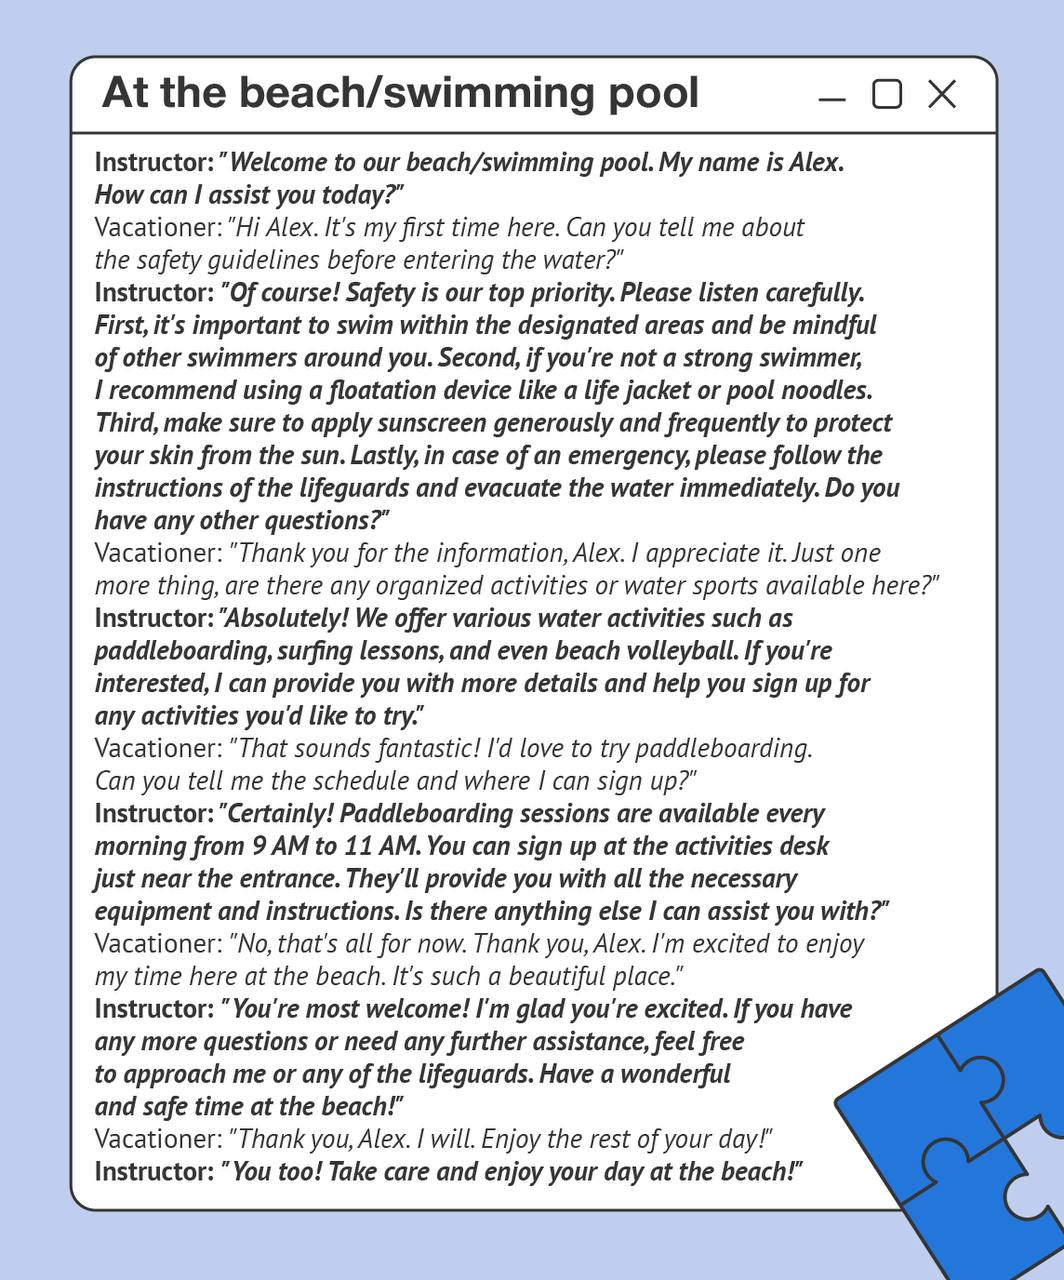 At the beach/swimming pool
Instructor: "Welcome to our beach/swimming pool. My name is Alex.
How can I assist you today?"
Vacationer: "Hi Alex. It's my first time here. Can you tell me about
the safety guidelines before entering the water?"
Instructor: "Of course! Safety is our top priority. Please listen carefully.
First, it's important to swim within the designated areas and be mindful
of other swimmers around you. Second, if you're not a strong swimmer,
I recommend using a floatation device like a life jacket or pool noodles.
Third, make sure to apply sunscreen generously and frequently to protect
your skin from the sun. Lastly, in case of an emergency, please follow the
instructions of the lifeguards and evacuate the water immediately. Do you
have any other questions?"
Vacationer: "Thank you for the information, Alex. I appreciate it. Just one
more thing, are there any organized activities or water sports available here?"
Instructor: "Absolutely! We offer various water activities such as
paddleboarding, surfing lessons, and even beach volleyball. If you're
interested, I can provide you with more details and help you sign up for
any activities you'd like to try."
Vacationer: "That sounds fantastic! I'd love to try paddleboarding.
Can you tell me the schedule and where I can sign up?"
Instructor: "Certainly! Paddleboarding sessions are available every
morning from 9 AM to 11 AM. You can sign up at the activities desk
just near the entrance. They'll provide you with all the necessary
equipment and instructions. Is there anything else I can assist you with?"
Vacationer: "No, that's all for now. Thank you, Alex. I'm excited to enjoy
my time here at the beach. It's such a beautiful place."
Instructor: "You're most welcome! I'm glad you're excited. If you have
any more questions or need any further assistance, feel free
to approach me or any of the lifeguards. Have a wonderful
and safe time at the beach!"
Vacationer: "Thank you, Alex. I will. Enjoy the rest of your day!"
Instructor: "You too! Take care and enjoy your day at the beach!"